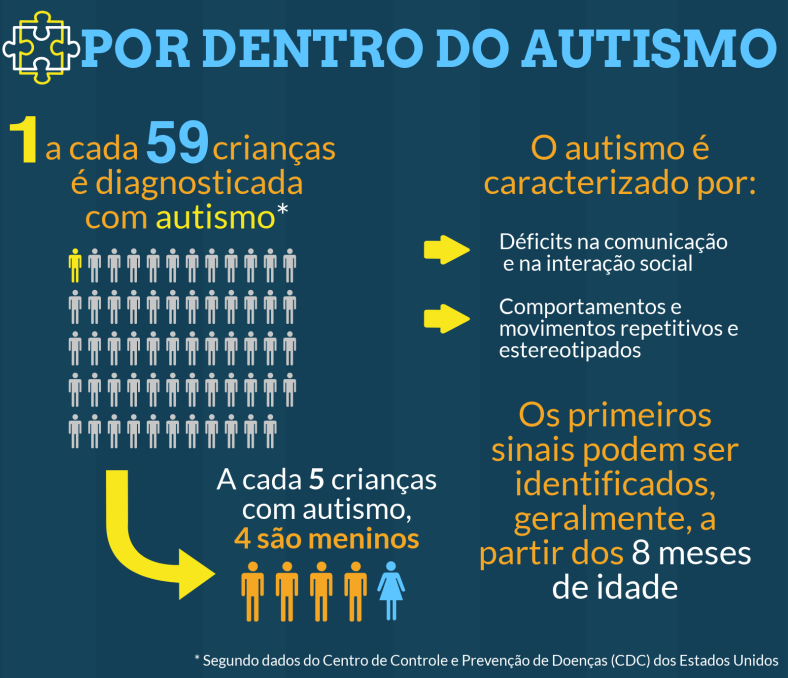 POR DENTRO DO AUTISMO
1 a cada 59 crianças
é diagnosticada
com autismo*
A cada 5 crianças
com autismo,
4 são meninos
O autismo é
caracterizado por:
Déficits na comunicação
e na interação social
Comportamentos e
movimentos repetitivos e
estereotipados
Os primeiros
sinais podem ser
identificados,
geralmente, a
partir dos 8 meses
de idade
* Segundo dados do Centro de Controle e Prevenção de Doenças (CDC) dos Estados Unidos